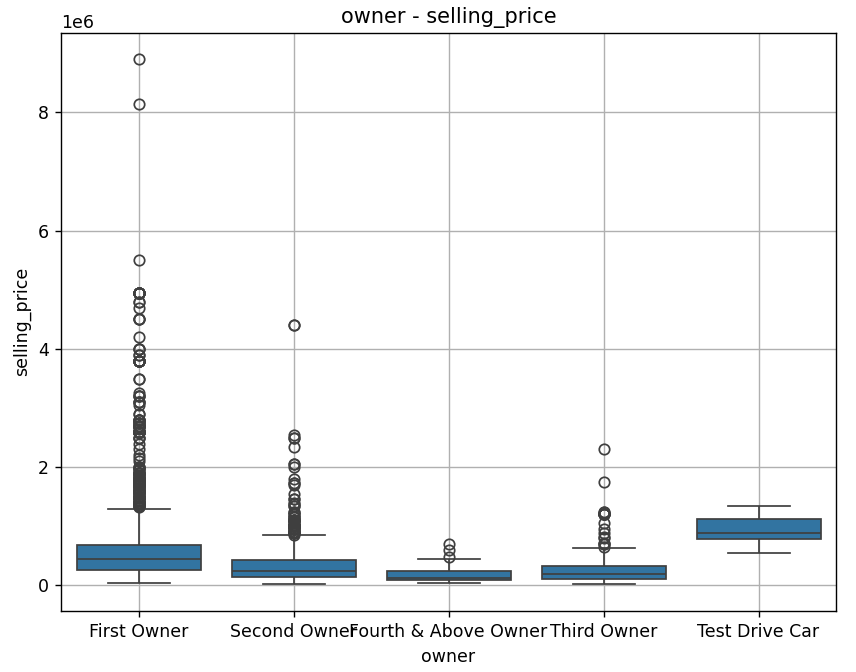 owner - selling_price
1e6
8
6
4
2
0
selling_price
First Owner Second Owner Fourth & Above Owner Third Owner Test Drive Car
owner